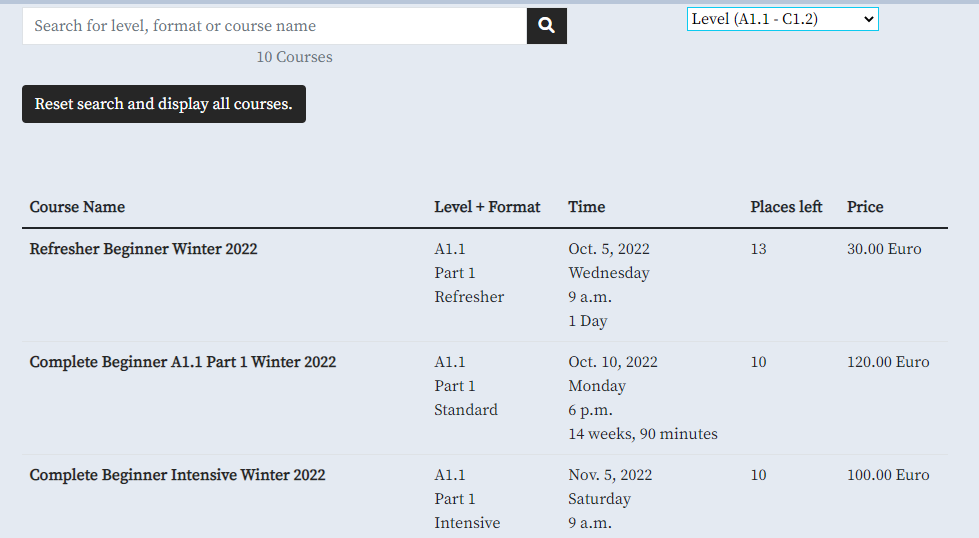 Search for level, format or course name
Level (A1.1 - C1.2)
10 Courses
Reset search and display all courses.
Course Name Level + Format Time Places left Price
Refresher Beginner Winter 2022 A1.1 Oct. 5, 2022 13 30.00 Euro
Part 1 Wednesday
Refresher 9 a.m.
1 Day
Complete Beginner A1.1 Part 1 Winter 2022 A1.1 Oct. 10, 2022 10 120.00 Euro
Part 1 Monday
Standard 6 p.m.
14 weeks, 90 minutes
Complete Beginner Intensive Winter 2022 A1.1 Nov. 5, 2022 10 100.00 Euro
Part 1 Saturday
Intensive 9 a.m.